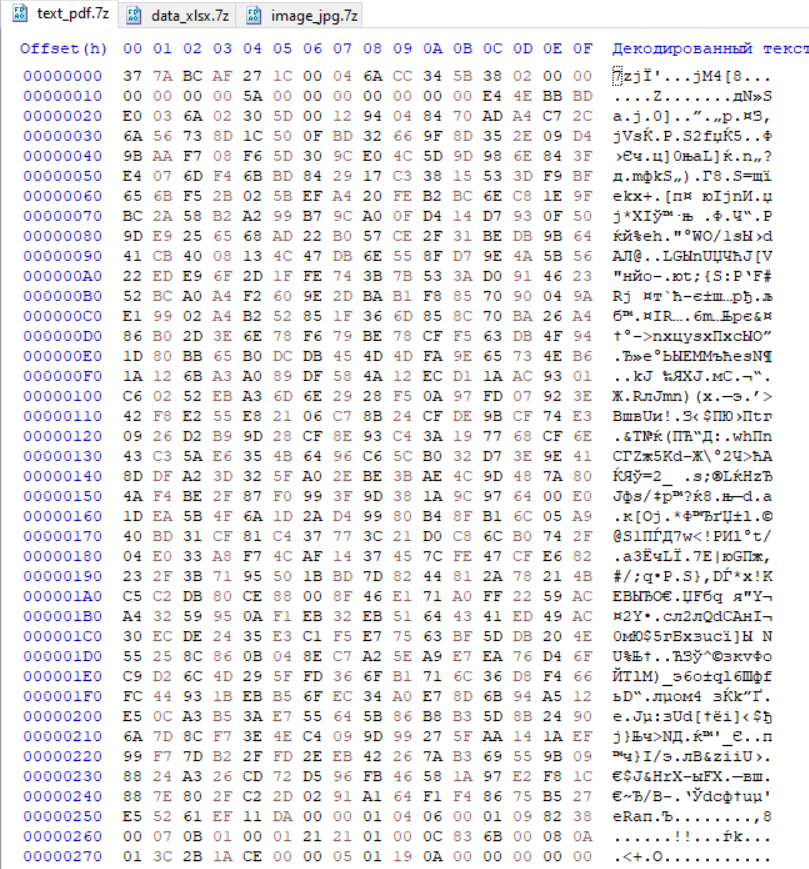 text_pdf.7z data_xlsx.7z image_jpg.7z
Offset(h) 00 01 02 03 04 05 06 07 08 09 0A 0B 0C 0D 0E 0F Декодированный текст
00000000 37 7A BC AF 27 1C 00 04 6A CC 34 5B 38 02 00 00 7zјЇ'...jМ4[8...
00000010 00 00 00 00 5A 00 00 00 00 00 00 00 E4 4E BB BD ....Z.......дN»Ѕ
00000020 E0 03 6A 02 30 5D 00 12 94 04 84 70 AD A4 C7 2C
00000030 6A 56 73 8D 1C 50 0F BD 32 66 9F 8D 35 2E 09 D4 jVsЌ.P.Ѕ2fџЌ5..Ф
00000040 9B AA F7 08 F6 5D 30 9C E0 4C 5D 9D 98 6E 84 3F
00000050 E4 07 6D F4 6B BD 84 29 17 C3 38 15 53 3D F9 BF д.mфkЅ„).Г8.S=щї
00000060 65 6B F5 2B 02 5B EF A4 20 FE B2 BC 6E C8 1E 9F
00000070 BC 2A 58 B2 A2 99 B7 9C A0 0F D4 14 D7 93 0F 50
00000080 9D E9 25 65 68 AD 22 B0 57 CE 2F 31 BE DB 9B 64
00000090 41 CB 40 08 13 4C 47 DB 6E 55 8F D7 9E 4A 5B 56 АЛ@..LGЫnUЏЧћJ[V
000000A0 22 ED E9 6F 2D 1F FE 74 3B 7B 53 3A D0 91 46 23 "нйo-.юt;{S:Р‘F#
000000B0 52 BC A0 A4 F2 60 9E 2D BA B1 F8 85 70 90 04 9A
000000C0 E1 99 02 A4 B2 52 85 1F 36 6D 85 8C 70 BA 26 A4
000000D0 86 B0 2D 3E 6E 78 F6 79 BE 78 CF F5 63 DB 4F 94
000000E0 1D 80 BB 65 B0 DC DB 45 4D 4D FA 9E 65 73 4E B6
000000F0 1A 12 6B A3 A0 89 DF 58 4A 12 EC D1 1A AC 93 01
00000100 C6 02 52 EB A3 6D 6E 29 28 F5 0A 97 FD 07 92 3E
00000110 42 F8 E2 55 E8 21 06 C7 8B 24 CF DE 9B CF 74 E3
00000120 09 26 D2 B9 9D 28 CF 8E 93 C4 3A 19 77 68 CF 6E
00000130 43 C3 5A E6 35 4B 64 96 C6 5C B0 32 D7 3E 9E 41
00000140 8D DF A2 3D 32 5F A0 2E BE 3B AE 4C 9D 48 7A 80
00000150 4A F4 BE 2F 87 F0 99 3F 9D 38 1A 9C 97 64 00 E0
00000160 1D EA 5B 4F 6A 1D 2A D4 99 80 B4 8F B1 6C 05 A9
00000170 40 BD 31 CF 81 C4 37 77 3C 21 D0 C8 6C B0 74 2F
00000180 04 E0 33 A8 F7 4C AF 14 37 45 7C FE 47 CF E6 82
00000190 23 2F 3B 71 95 50 1B BD 7D 82 44 81 2A 78 21 4B
000001A0 C5 C2 DB 80 CE 88 00 8F 46 E1 71 A0 FF 22 59 AC
000001B0 A4 32 59 95 0A F1 EB 32 EB 51 64 43 41 ED 49 AC
000001C0 30 EC DE 24 35 E3 C1 F5 E7 75 63 BF 5D DB 20 4E
000001D0 55 25 8C 86 0B 04 8E C7 A2 5E A9 E7 EA 76 D4 6F
000001E0 C9 D2 6C 4D 29 5F FD 36 6F B1 71 6C 36 D8 F4 66
000001F0 FC 44 93 1B EB B5 6F EC 34 A0 E7 8D 6B 94 A5 12
00000200 E5 0C A3 B5 3A E7 55 64 5B 86 B8 B3 5D 8B 24 90
00000210 6A 7D 8C F7 3E 4E C4 09 9D 99 27 5F AA 14 1A EF
00000220 99 F7 7D B2 2F FD 2E EB 42 26 7A B3 69 55 9B 09
00000230 88 24 A3 26 CD 72 D5 96 FB 46 58 1A 97 E2 F8 1C
00000240 88 7E 80 2F C2 2D 02 91 A1 64 F1 F4 86 75 B5 27
00000250 E5 52 61 EF 11 DA 00 00 01 04 06 00 01 09 82 38 еRaп.Ъ........‚8
00000260 00 07 0B 01 00 01 21 21 01 00 0C 83 6B 00 08 0A ......!!...ѓk...
00000270 01 3C 2B 1A CE 00 00 05 01 19 0A 00 00 00 00 00 .<+.О...........